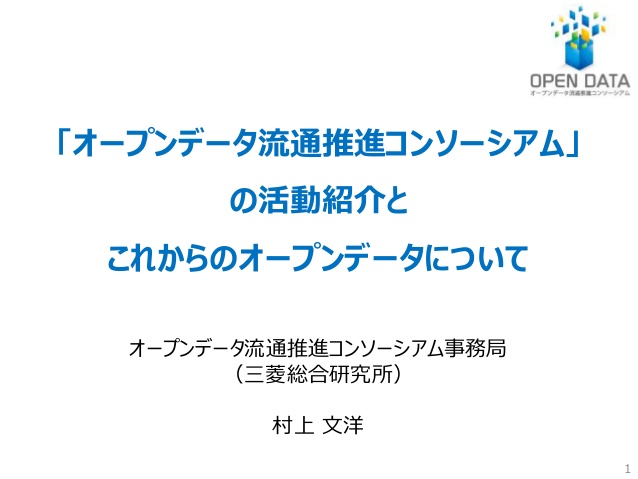 OPEN DATA
オープンデータ流通推進コンソーシアム
「オープンデータ流通推進コンソーシアム」
の活動紹介と
これからのオープンデータについて
オープンデータ流通推進コンソーシアム事務局
（三菱総合研究所）
村上 文洋
1